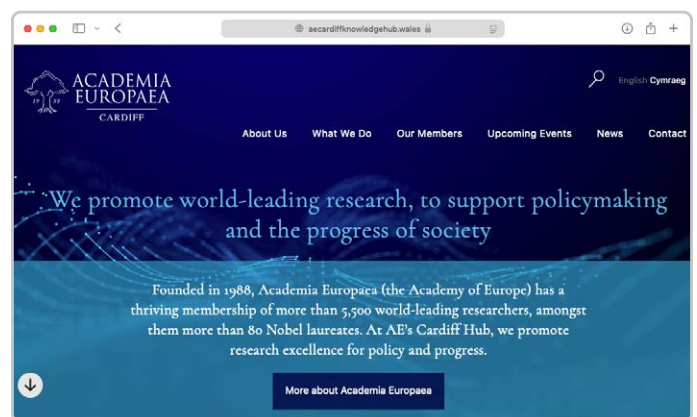 aecardiffknowledgehub.wales
ACADEMIA
EUROPAEA
19 88
CARDIFF
English Cymraeg
About Us What We Do Our Members Upcoming Events News Contact
We promote world-leading research, to support policymaking
and the progress of society
Founded in 1988, Academia Europaea (the Academy of Europe) has a
thriving membership of more than 5,500 world-leading researchers, amongst
them more than 80 Nobel laureates. At AE's Cardiff Hub, we promote
research excellence for policy and progress.
More about Academia Europaea